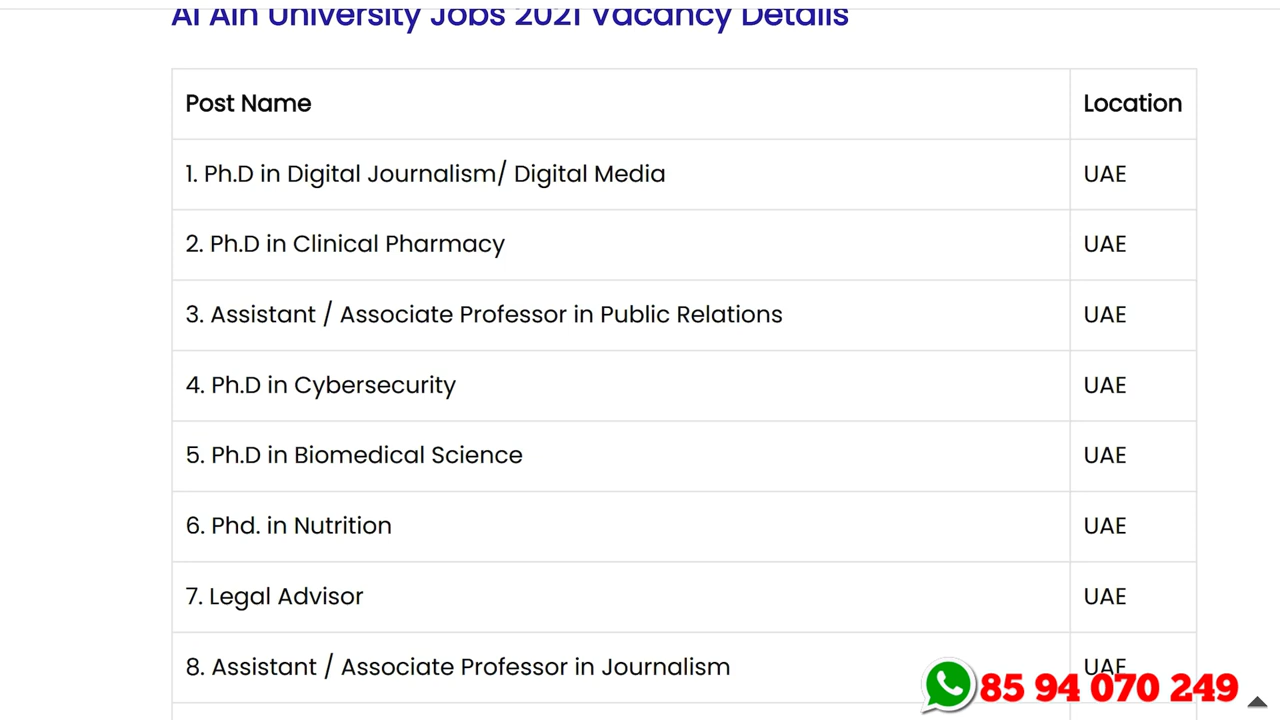 Al Ain University Jobs 2021 Vacancy Details
Post Name Location
1. Ph.D in Digital Journalism/ Digital Media UAE
2. Ph.D in Clinical Pharmacy UAE
3. Assistant / Associate Professor in Public Relations UAE
4. Ph.D in Cybersecurity UAE
5. Ph.D in Biomedical Science UAE
6. Phd. in Nutrition UAE
7. Legal Advisor UAE
8. Assistant / Associate Professor in Journalism UAE
85 94 070 249